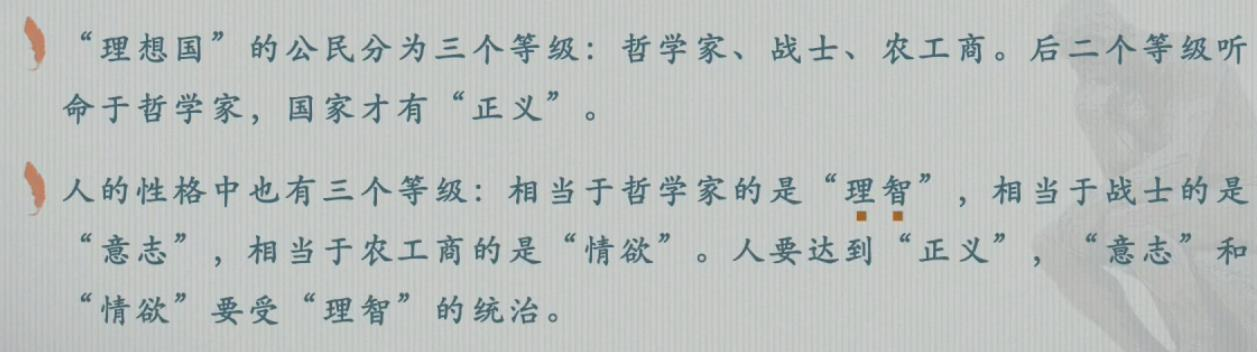 “理想国”的公民分为三个等级：哲学家、战士、农工商。后二个等级听
命于哲学家，国家才有“正义”。
人的性格中也有三个等级：相当于哲学家的是“理智”，相当于战士的是
“意志”，相当于农工商的是“情欲”。人要达到“正义”，“意志”和
“情欲”要受“理智”的统治。